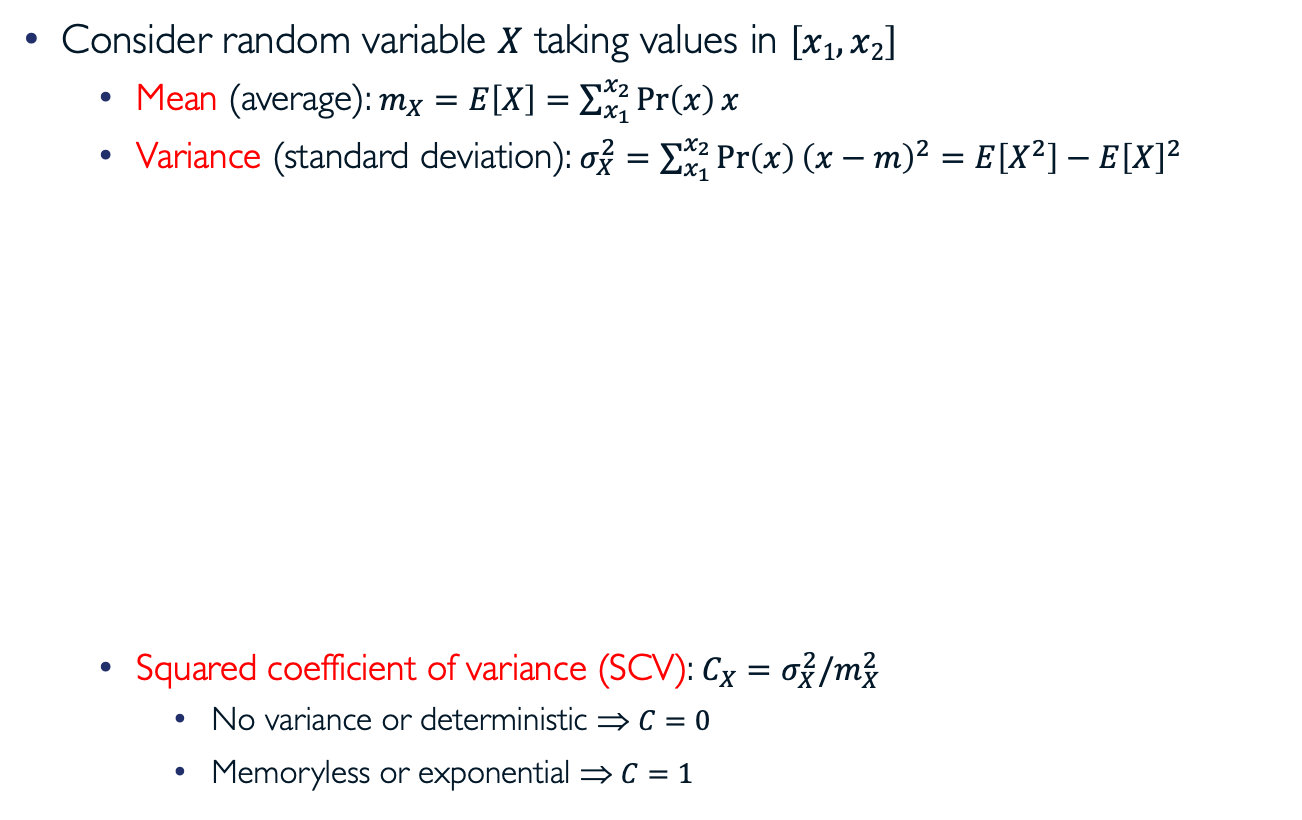 • Consider random variable X taking values in [x₁, x₂]
• Mean (average): m_X = E[X] = ∑_{x₁}^{x₂} Pr(x) x
• Variance (standard deviation): σ_X² = ∑_{x₁}^{x₂} Pr(x) (x − m)² = E[X²] − E[X]²
• Squared coefficient of variance (SCV): C_X = σ_X²/m_X²
• No variance or deterministic ⟹ C = 0
• Memoryless or exponential ⟹ C = 1